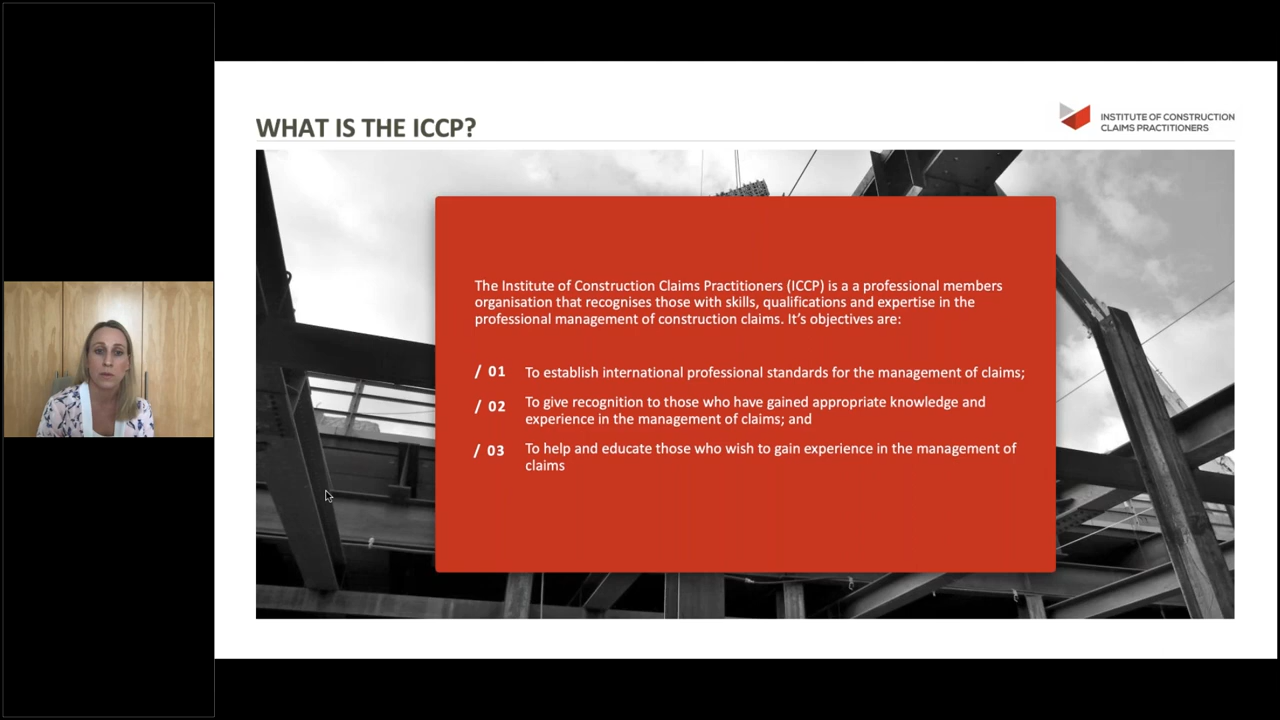 WHAT IS THE ICCP?
INSTITUTE OF CONSTRUCTION
CLAIMS PRACTITIONERS
The Institute of Construction Claims Practitioners (ICCP) is a a professional members
organisation that recognises those with skills, qualifications and expertise in the
professional management of construction claims. It’s objectives are:
/ 01 To establish international professional standards for the management of claims;
/ 02 To give recognition to those who have gained appropriate knowledge and
experience in the management of claims; and
/ 03 To help and educate those who wish to gain experience in the management of
claims